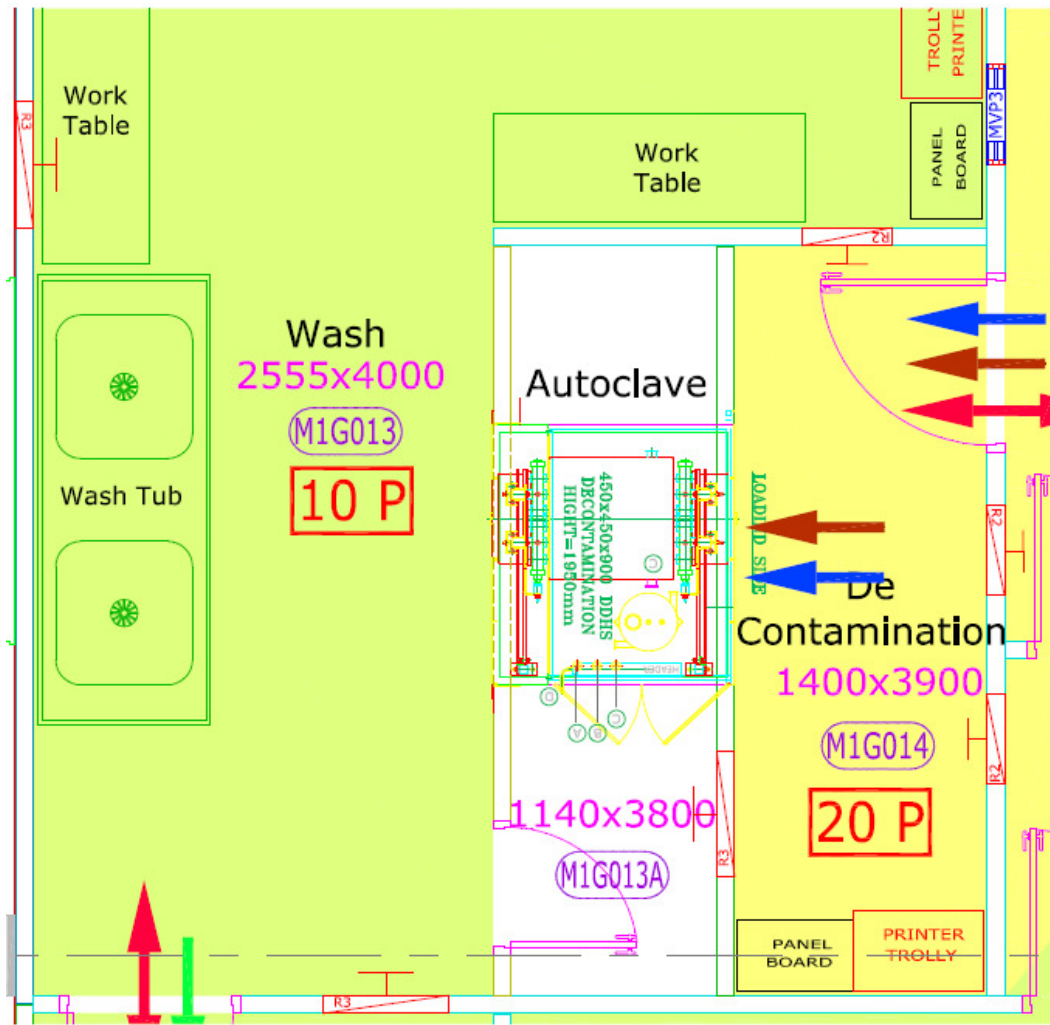 TROLLY
PRINTE
Work
Table
R3
MVP3
PANEL
BOARD
Work
Table
R2
Wash
2555x4000
M1G013
10 P
Autoclave
Wash Tub
450x450x900 DDHS
DECONTAMINATION
HIGHT=1950mm
C
HEADER
D
A
B
C
SIDE
R2
De
Contamination
1400x3900
M1G014
20 P
R2
1140x3800
M1G013A
R3
PANEL
BOARD
PRINTER
TROLLY
R3